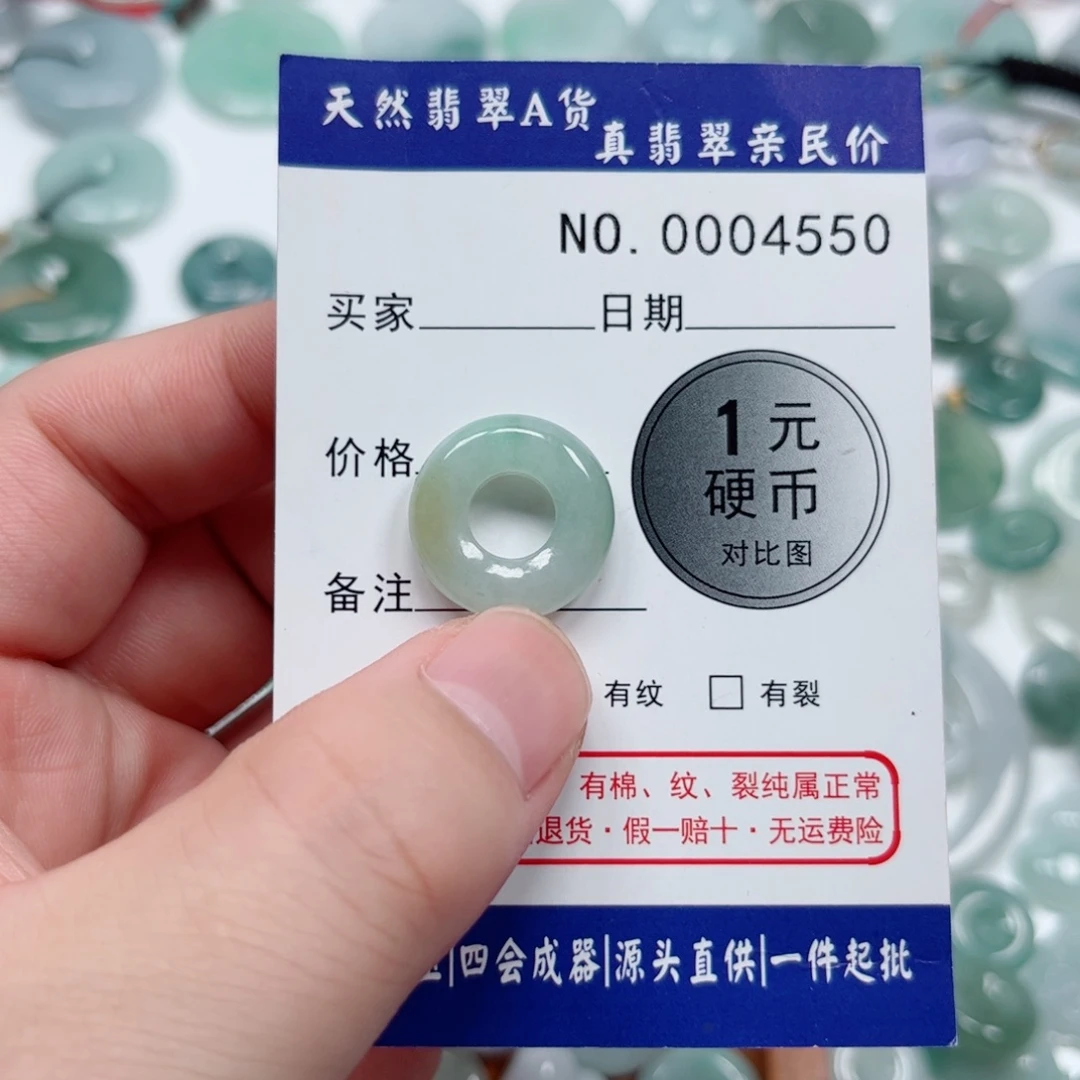 天然翡翠A货
真翡翠亲民价
NO. 0004550
买家 日期
价格
1元
硬币
对比图
备注
有纹 有裂
有棉、纹、裂纯属正常
退货·假一赔十·无运费险
|四会成器|源头直供|一件起批